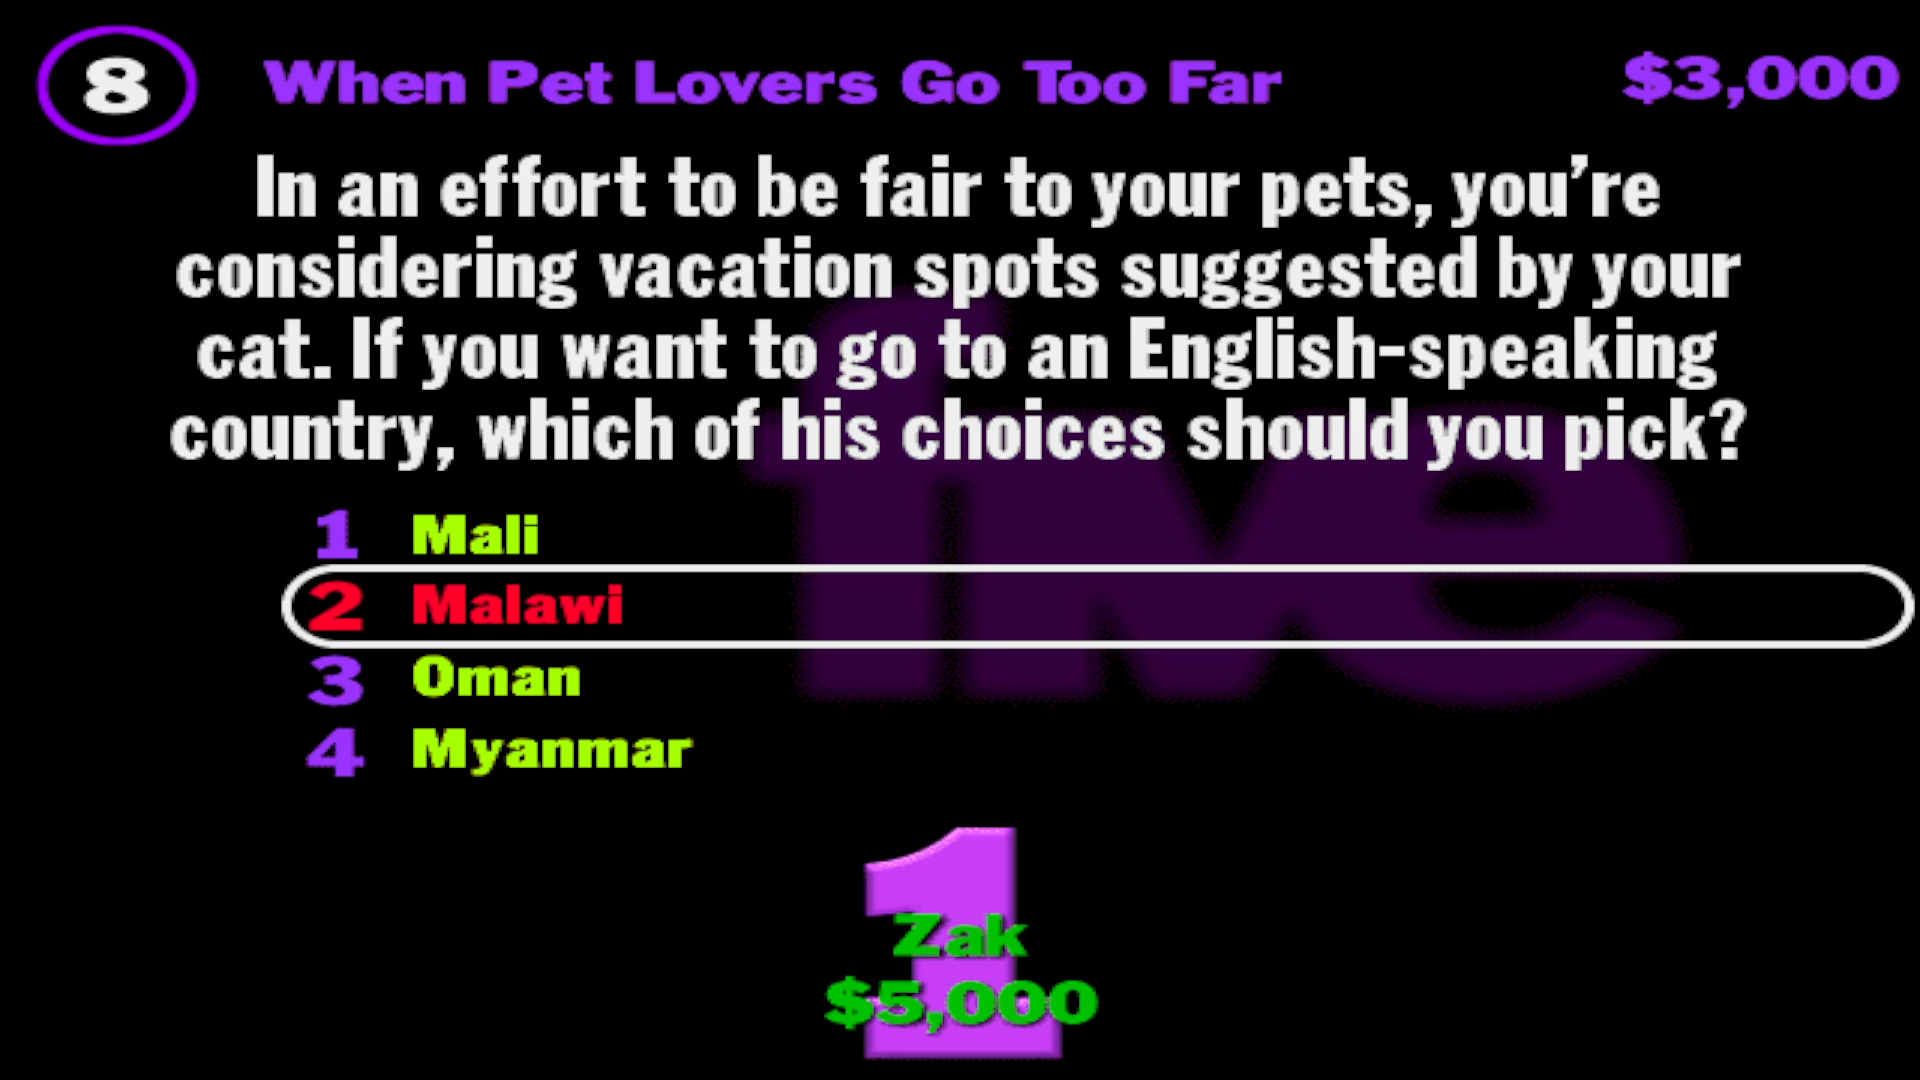 8 When Pet Lovers Go Too Far $3,000
In an effort to be fair to your pets, you're
considering vacation spots suggested by your
cat. If you want to go to an English-speaking
country, which of his choices should you pick?
five
1 Mali
2 Malawi
3 Oman
4 Myanmar
1
Zak
$5,000